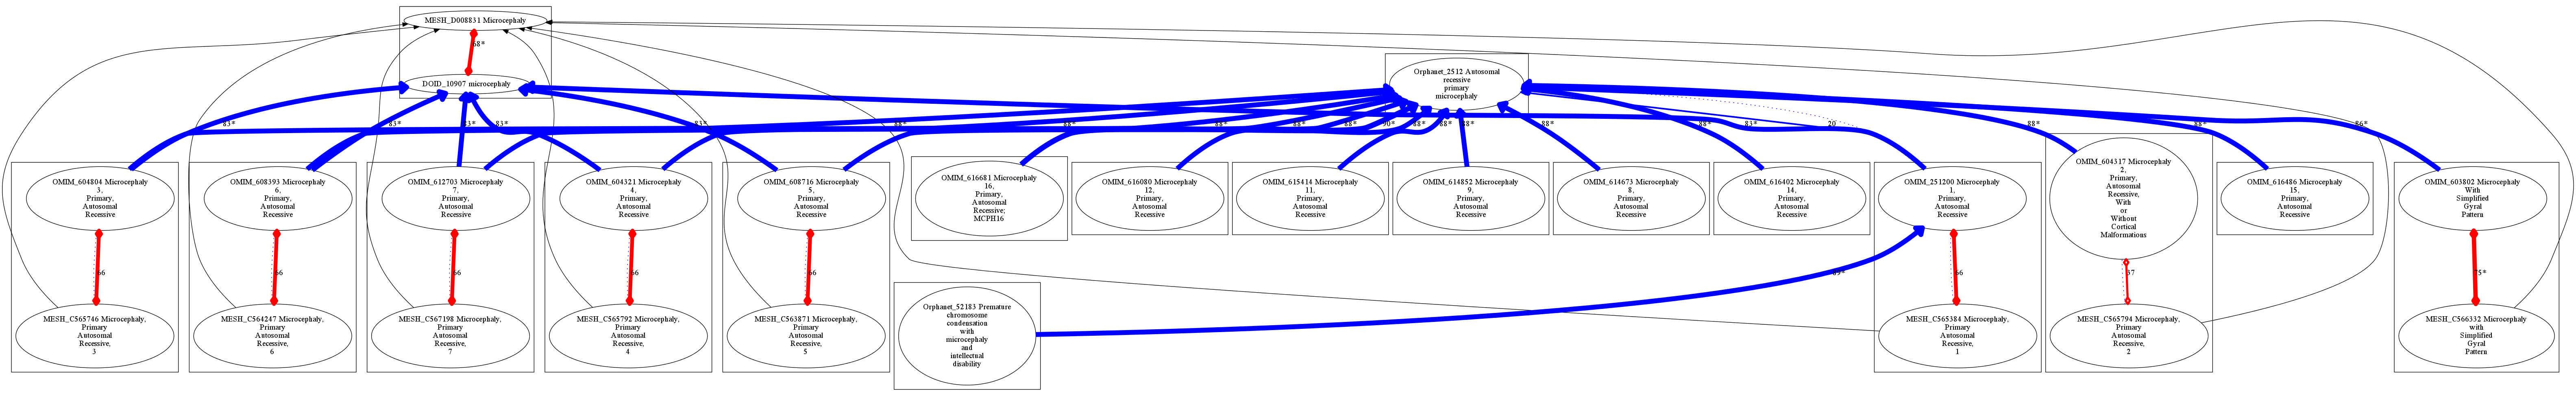 MESH_D008831 Microcephaly
68*
DOID_10907 microcephaly
Orphanet_2512 Autosomal
recessive
primary
microcephaly
83*
83*
83*
83*
83*
88*
88*
88*
88*
88*
90*
88*
88*
88*
88*
88*
83*
20
88*
88*
86*
OMIM_604804 Microcephaly
3,
Primary,
Autosomal
Recessive
OMIM_608393 Microcephaly
6,
Primary,
Autosomal
Recessive
OMIM_612703 Microcephaly
7,
Primary,
Autosomal
Recessive
OMIM_604321 Microcephaly
4,
Primary,
Autosomal
Recessive
OMIM_608716 Microcephaly
5,
Primary,
Autosomal
Recessive
OMIM_616681 Microcephaly
16,
Primary,
Autosomal
Recessive;
MCPH16
OMIM_616080 Microcephaly
12,
Primary,
Autosomal
Recessive
OMIM_615414 Microcephaly
11,
Primary,
Autosomal
Recessive
OMIM_614852 Microcephaly
9,
Primary,
Autosomal
Recessive
OMIM_614673 Microcephaly
8,
Primary,
Autosomal
Recessive
OMIM_616402 Microcephaly
14,
Primary,
Autosomal
Recessive
OMIM_251200 Microcephaly
1,
Primary,
Autosomal
Recessive
OMIM_604317 Microcephaly
2,
Primary,
Autosomal
Recessive,
With
or
Without
Cortical
Malformations
OMIM_616486 Microcephaly
15,
Primary,
Autosomal
Recessive
OMIM_603802 Microcephaly
With
Simplified
Gyral
Pattern
66
66
66
66
66
89*
66
37
75*
MESH_C565746 Microcephaly,
Primary
Autosomal
Recessive,
3
MESH_C564247 Microcephaly,
Primary
Autosomal
Recessive,
6
MESH_C567198 Microcephaly,
Primary
Autosomal
Recessive,
7
MESH_C565792 Microcephaly,
Primary
Autosomal
Recessive,
4
MESH_C563871 Microcephaly,
Primary
Autosomal
Recessive,
5
Orphanet_52183 Premature
chromosome
condensation
with
microcephaly
and
intellectual
disability
MESH_C565384 Microcephaly,
Primary
Autosomal
Recessive,
1
MESH_C565794 Microcephaly,
Primary
Autosomal
Recessive,
2
MESH_C566332 Microcephaly
with
Simplified
Gyral
Pattern